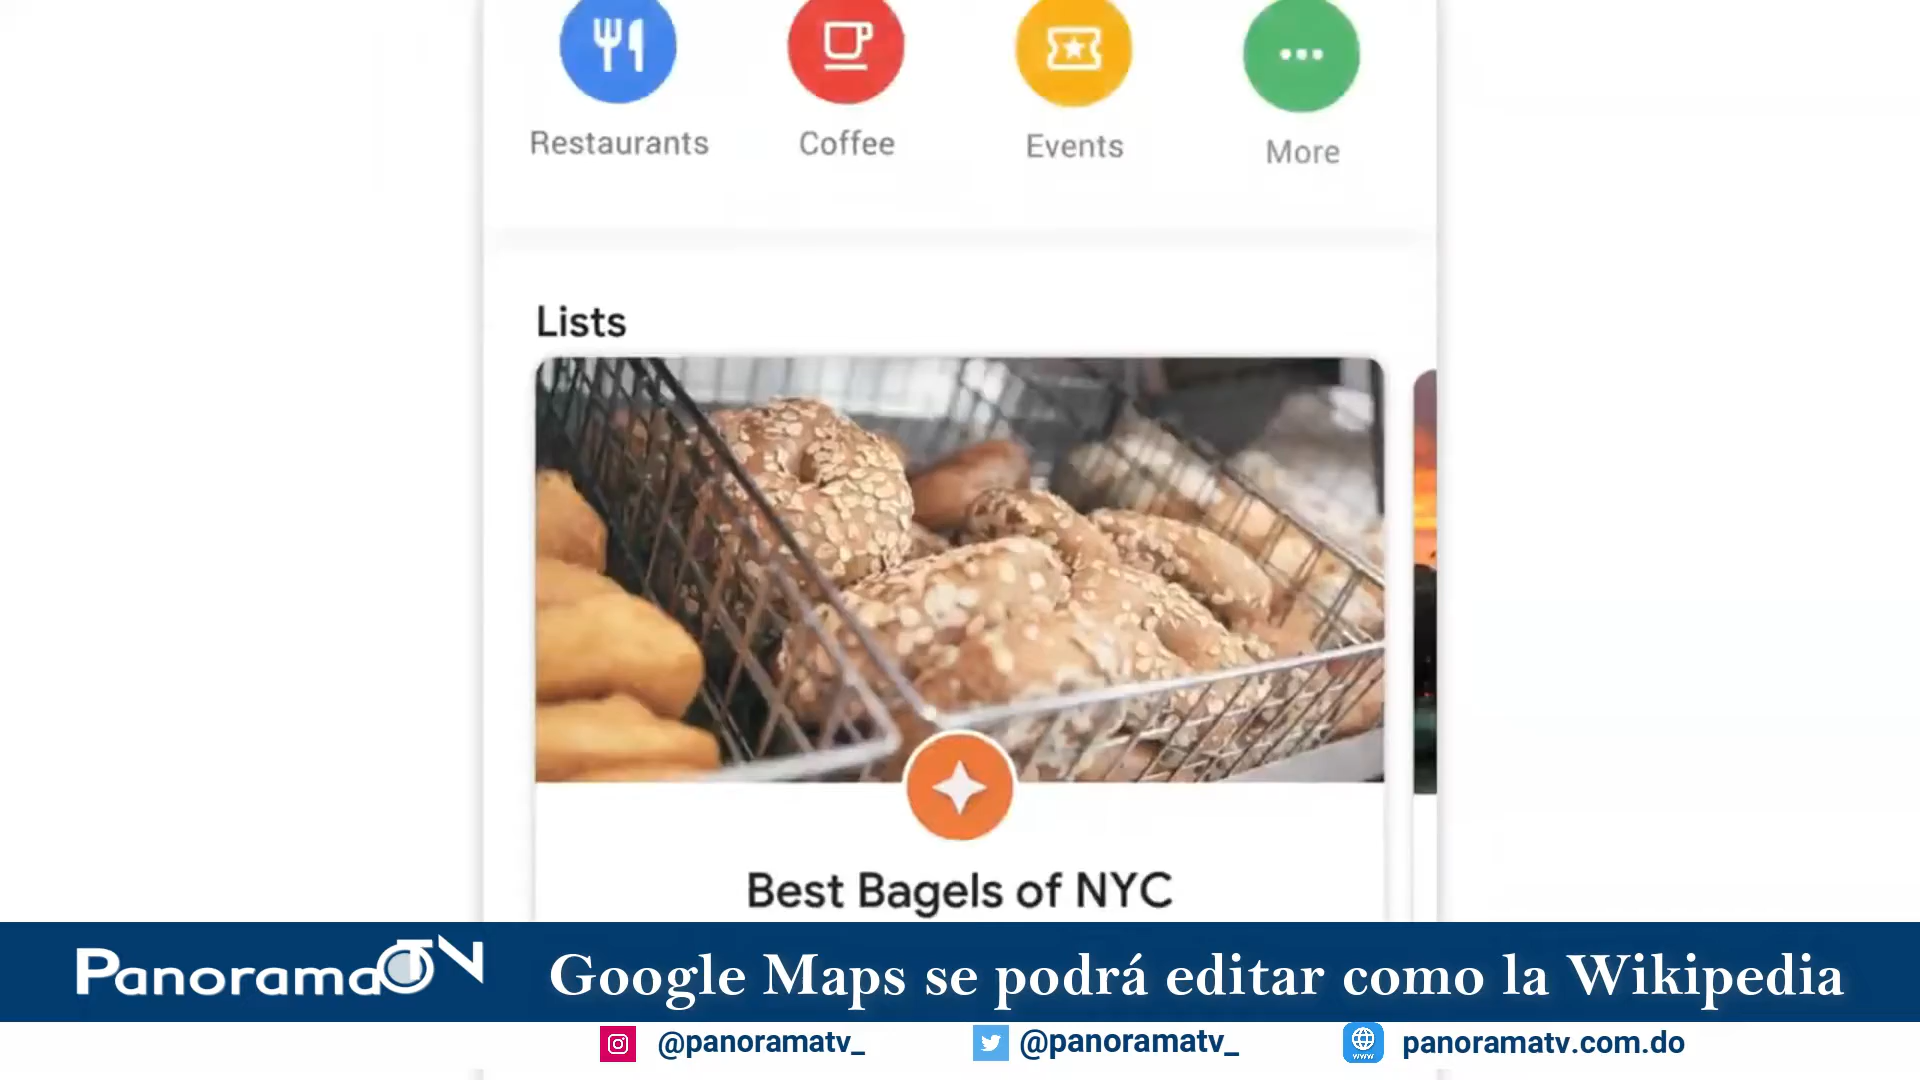 Restaurants
Coffee
Events
More
Lists
Best Bagels of NYC
PanoramaTV
Google Maps se podrá editar como la Wikipedia
@panoramatv_
@panoramatv_
www
panoramatv.com.do